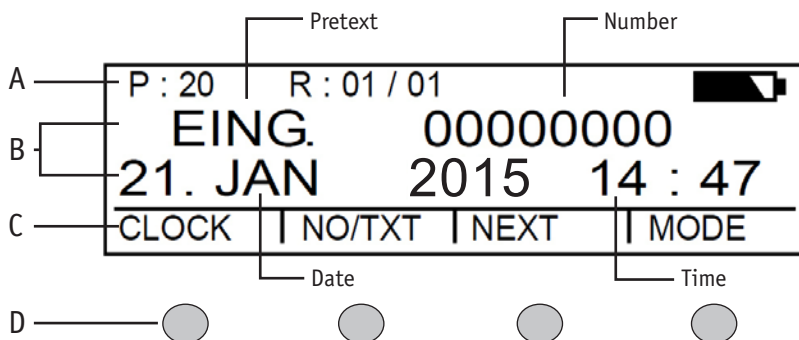 Pretext Number
A P : 20 R : 01 / 01
B EING. 00000000
21. JAN 2015 14 : 47
C CLOCK NO/TXT NEXT MODE
Date Time
D